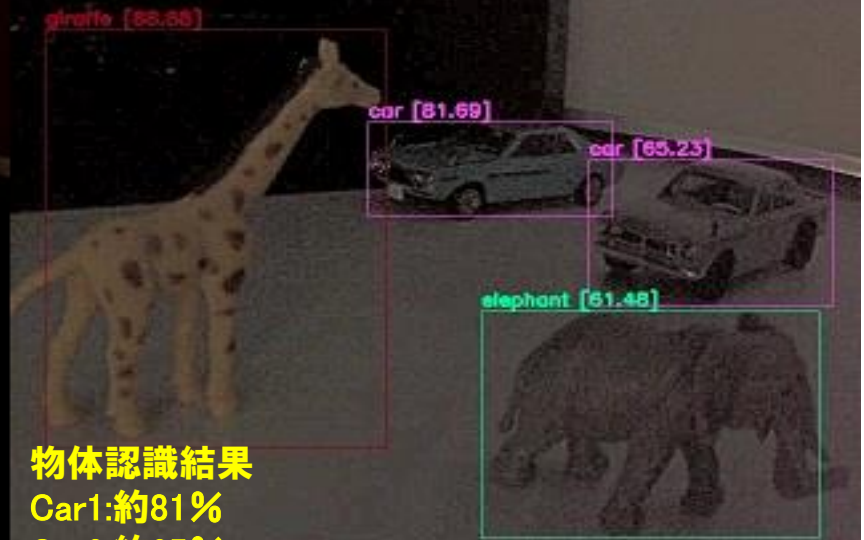 giraffe [88.88]
car [81.69]
car [65.23]
elephant [61.48]
物体認識結果
Car1:約81%